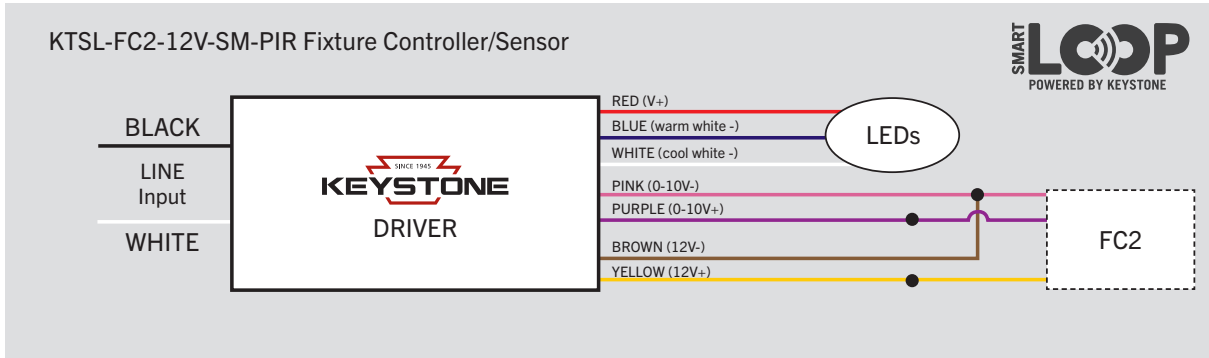 KTSL-FC2-12V-SM-PIR Fixture Controller/Sensor
SMART
LOOP
POWERED BY KEYSTONE
BLACK
LINE
Input
WHITE
SINCE 1945
KEYSTONE
DRIVER
RED (V+)
BLUE (warm white -)
WHITE (cool white -)
PINK (0-10V-)
PURPLE (0-10V+)
BROWN (12V-)
YELLOW (12V+)
LEDs
FC2